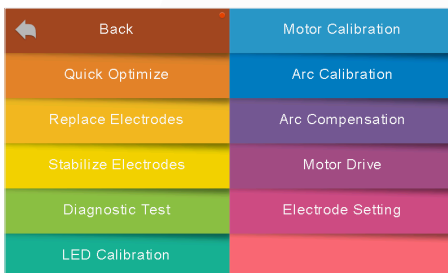 Back
Quick Optimize
Replace Electrodes
Stabilize Electrodes
Diagnostic Test
LED Calibration
Motor Calibration
Arc Calibration
Arc Compensation
Motor Drive
Electrode Setting